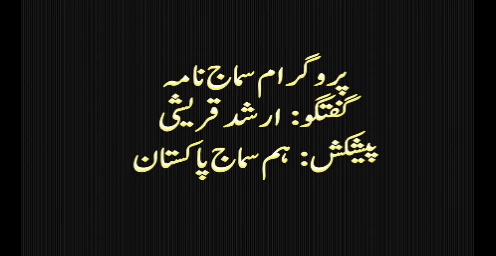 پروگرام سماج نامہ
گفتگو: ارشد قریشی
پیشکش: ہم سماج پاکستان